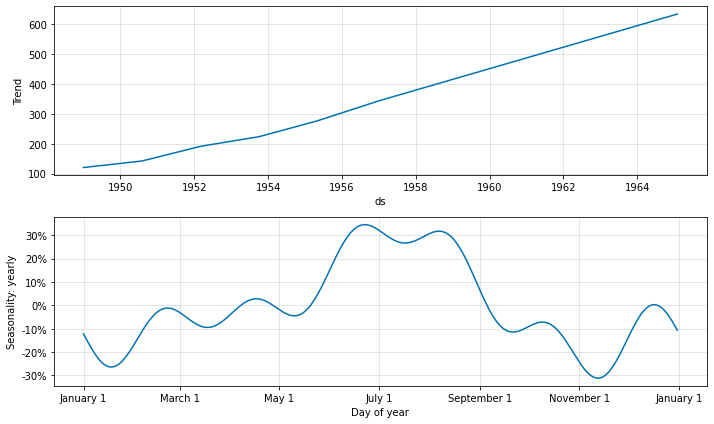 600
500
400
300
200
100
Trend
1950 1952 1954 1956 1958 1960 1962 1964
ds
30%
20%
10%
0%
-10%
-20%
-30%
Seasonality: yearly
January 1 March 1 May 1 July 1 September 1 November 1 January 1
Day of year